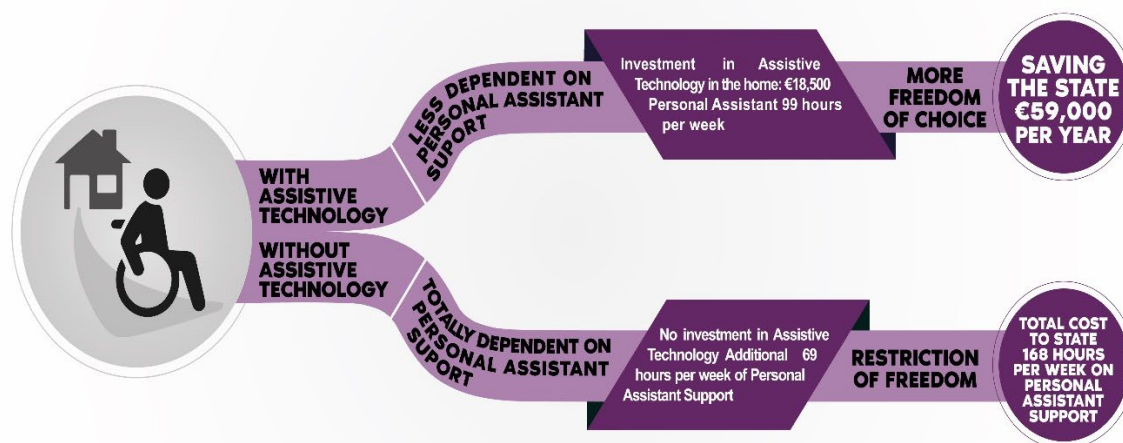 WITH
ASSISTIVE
TECHNOLOGY
LESS DEPENDENT ON
PERSONAL ASSISTANT
SUPPORT
Investment in Assistive
Technology in the home: €18,500
Personal Assistant 99 hours
per week
MORE
FREEDOM
OF CHOICE
SAVING
THE STATE
€59,000
PER YEAR
WITHOUT
ASSISTIVE
TECHNOLOGY
TOTALLY DEPENDENT ON
PERSONAL ASSISTANT
SUPPORT
No investment in Assistive
Technology Additional 69
hours per week of Personal
Assistant Support
RESTRICTION
OF FREEDOM
TOTAL COST
TO STATE
168 HOURS
PER WEEK ON
PERSONAL
ASSISTANT
SUPPORT